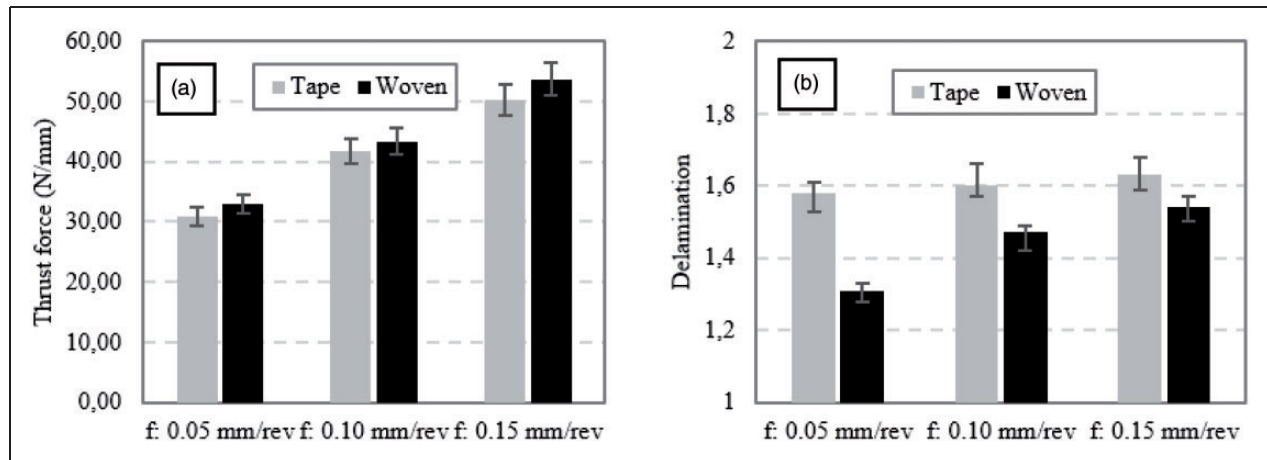 (a)
Tape
Woven
Thrust force (N/mm)
60,00
50,00
40,00
30,00
20,00
10,00
0,00
f: 0.05 mm/rev f: 0.10 mm/rev f: 0.15 mm/rev
(b)
Tape
Woven
Delamination
2
1,8
1,6
1,4
1,2
1
f: 0.05 mm/rev f: 0.10 mm/rev f: 0.15 mm/rev